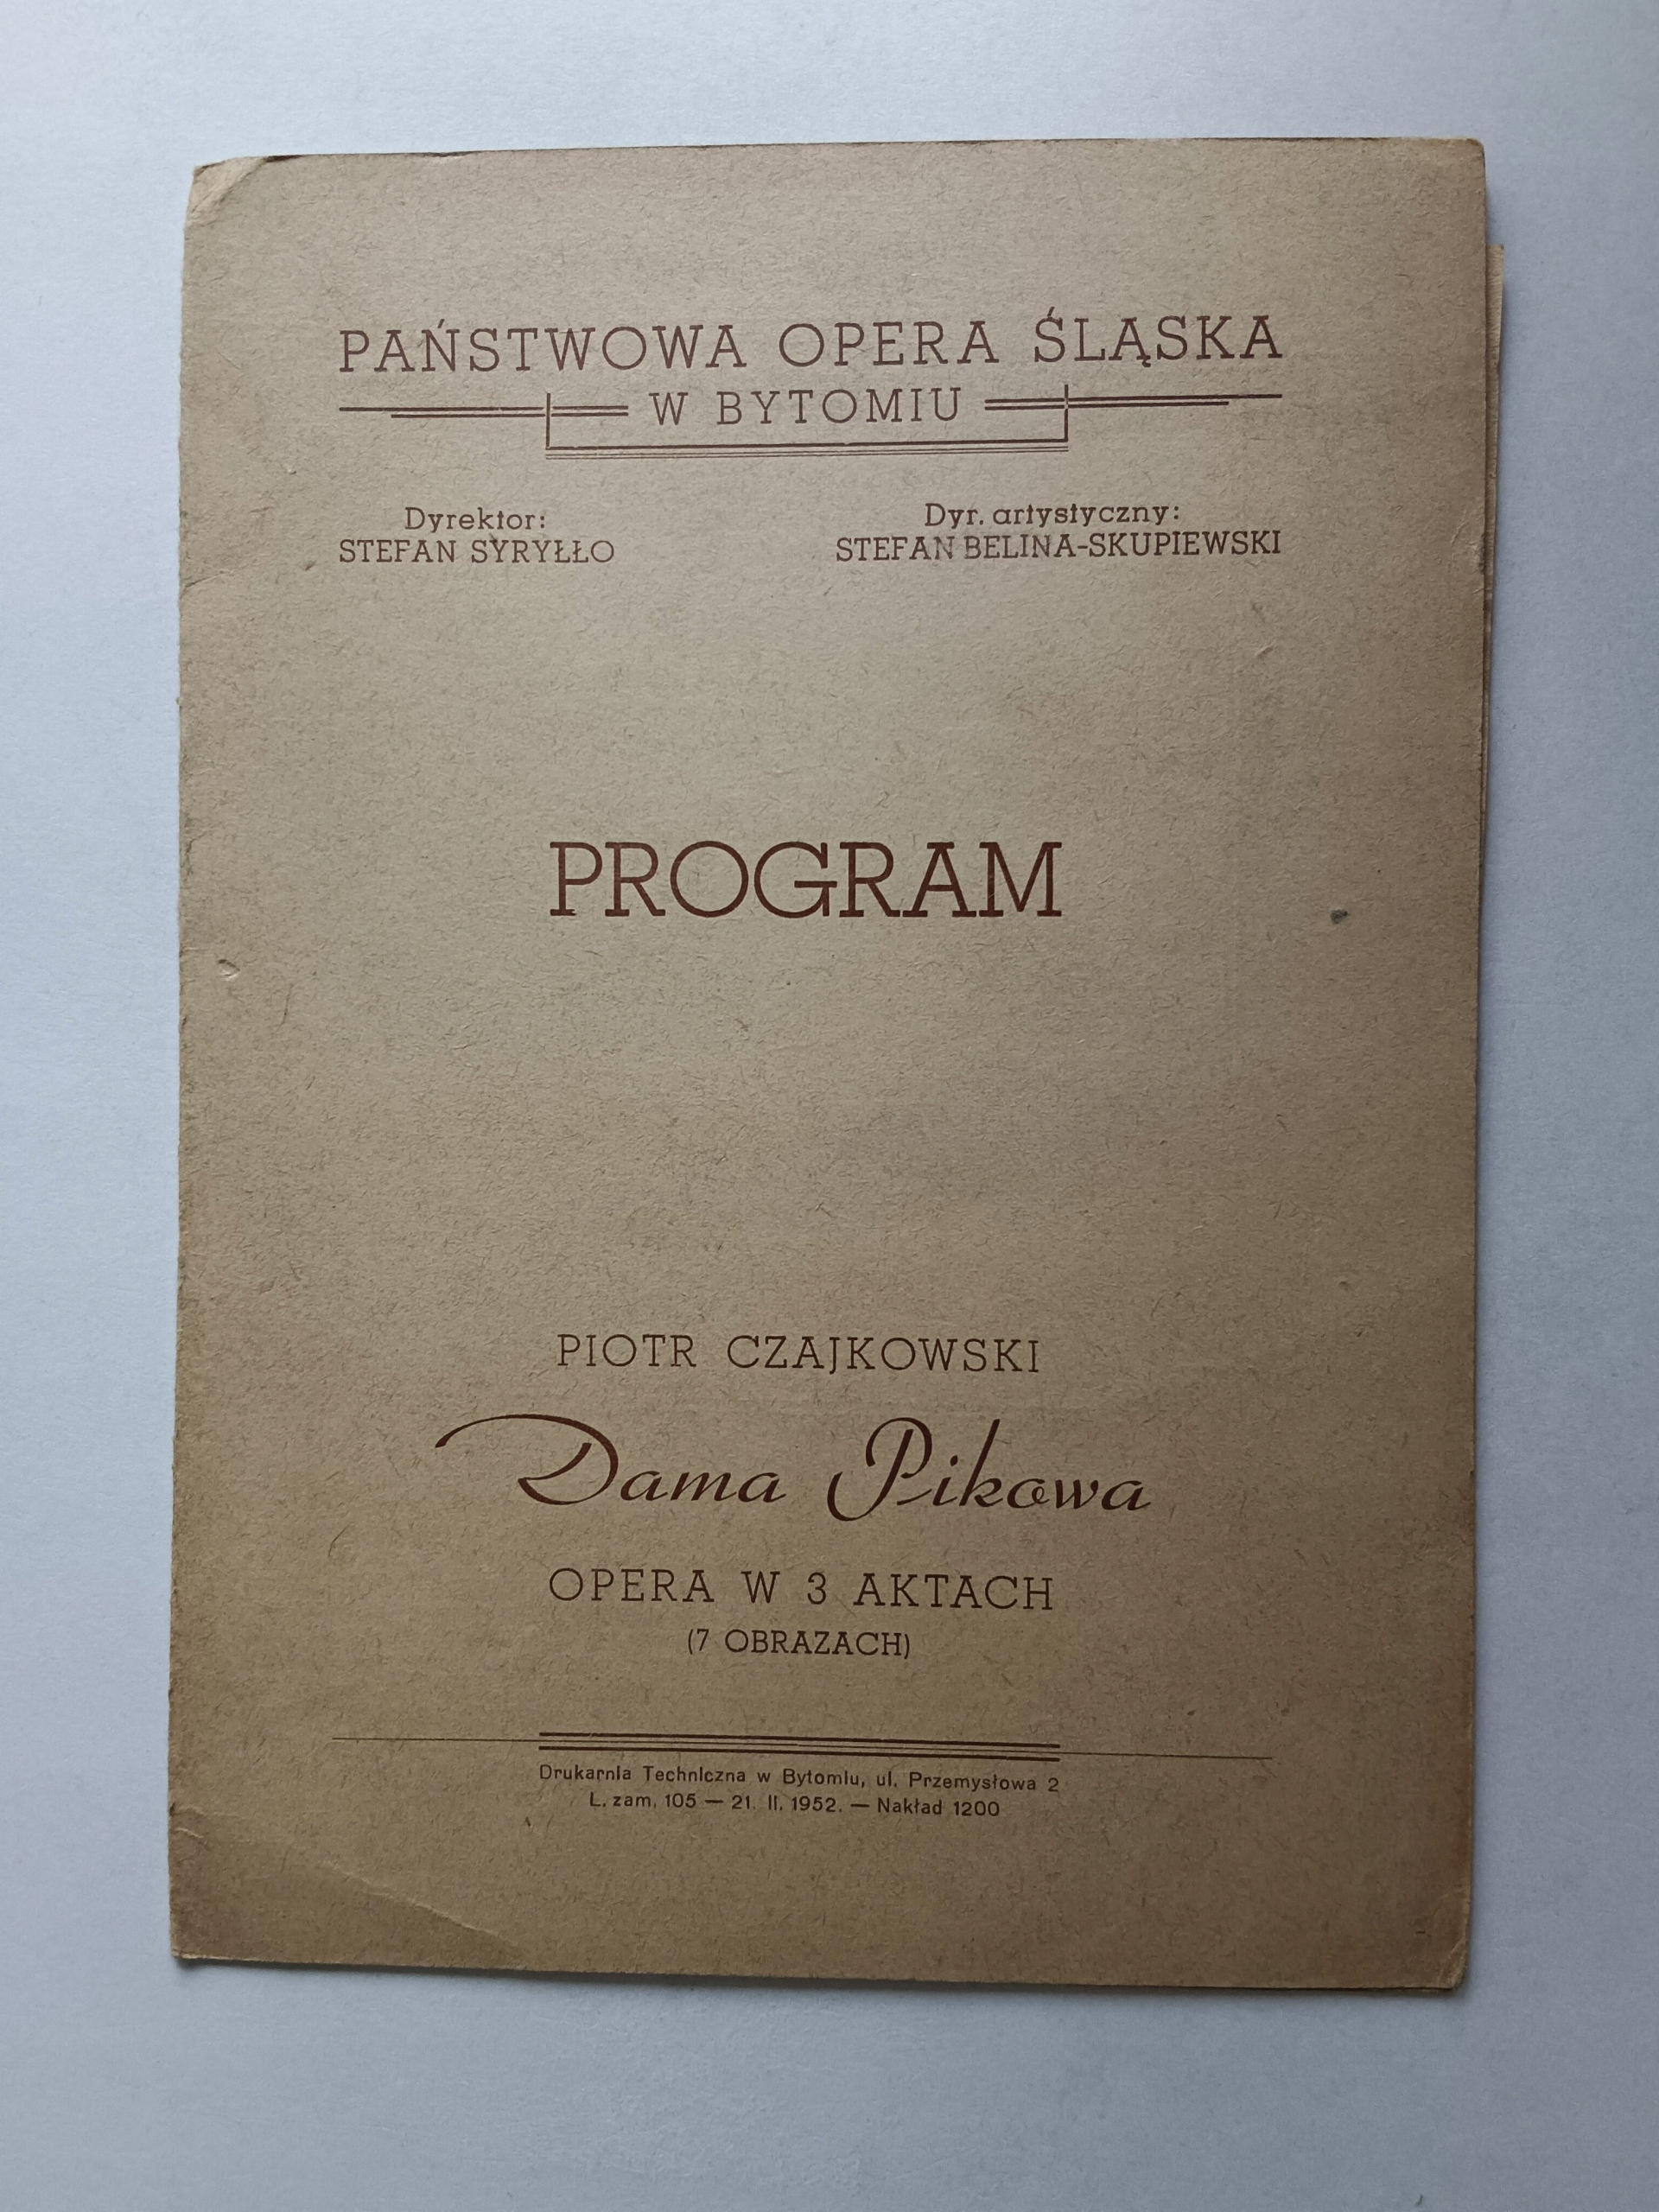 PAŃSTWOWA OPERA ŚLĄSKA
W BYTOMIU
Dyrektor:
STEFAN SYRYŁŁO
Dyr. artystyczny:
STEFAN BELINA-SKUPIEWSKI
PROGRAM
PIOTR CZAJKOWSKI
Dama Pikowa
OPERA W 3 AKTACH
(7 OBRAZACH)
Drukarnia Techniczna w Bytomiu, ul. Przemysłowa 2
L. zam. 105 — 21. II. 1952. — Nakład 1200